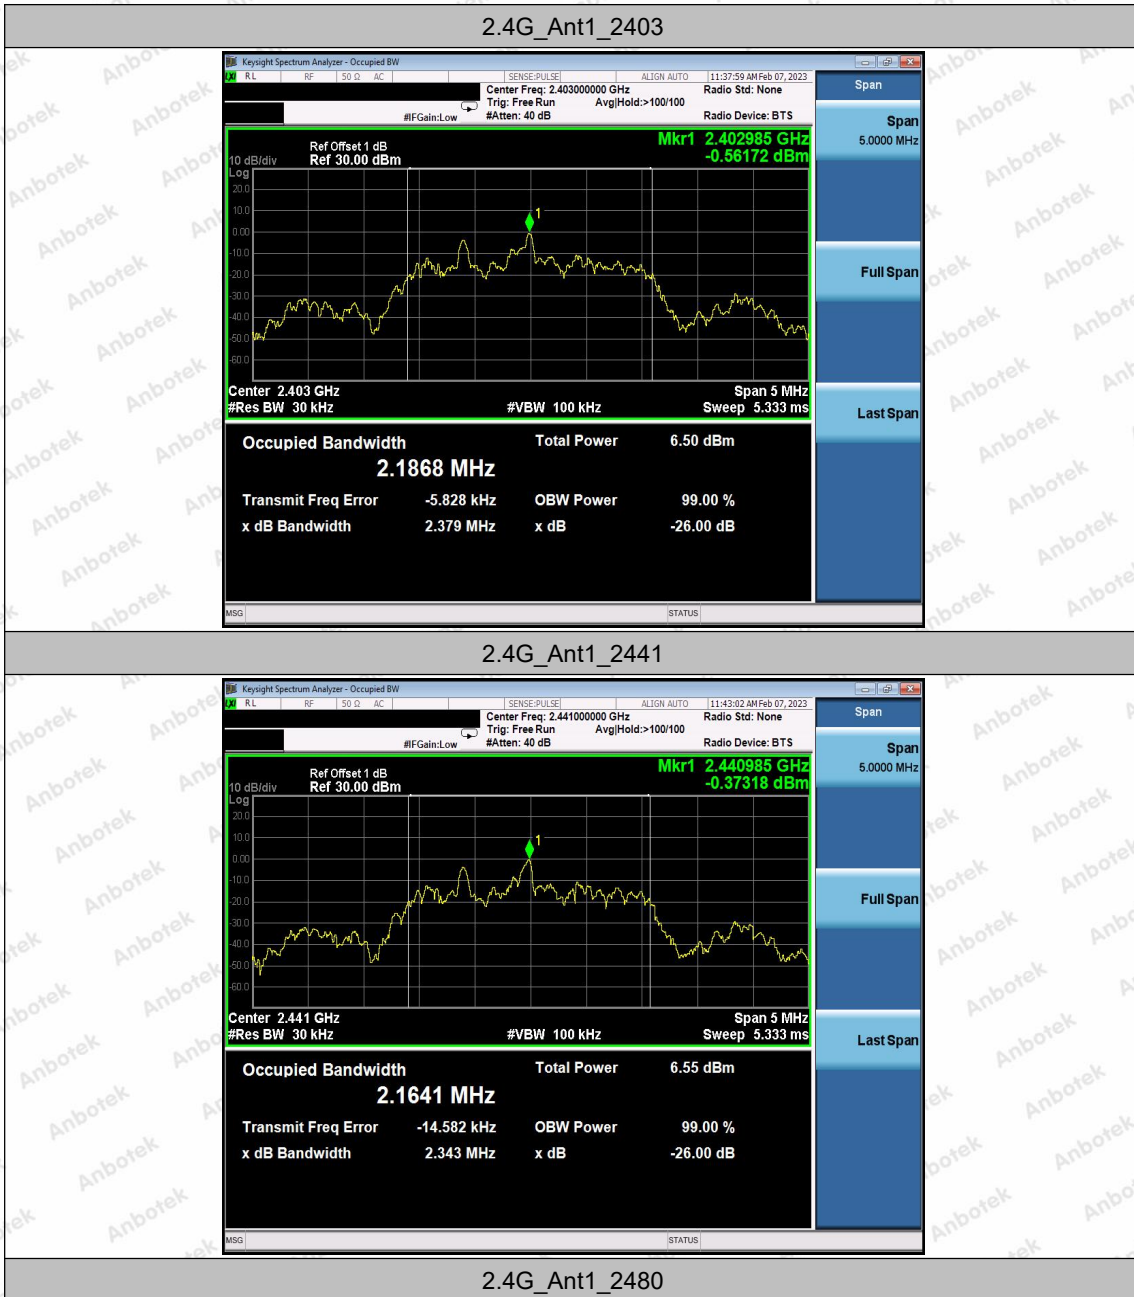 2.4G_Ant1_2403
Keysight Spectrum Analyzer - Occupied BW
LXI RL RF 50 Ω AC SENSE:PULSE ALIGN AUTO 11:37:59 AM Feb 07, 2023
Center Freq: 2.403000000 GHz Radio Std: None
Trig: Free Run Avg|Hold:>100/100
#IFGain:Low #Atten: 40 dB Radio Device: BTS
Span
Span
5.0000 MHz
Full Span
Last Span
Mkr1 2.402985 GHz
-0.56172 dBm
Ref Offset 1 dB
10 dB/div Ref 30.00 dBm
Log
20.0
10.0
0.00
-10.0
-20.0
-30.0
-40.0
-50.0
-60.0
1
Center 2.403 GHz Span 5 MHz
#Res BW 30 kHz #VBW 100 kHz Sweep 5.333 ms
Occupied Bandwidth Total Power 6.50 dBm
2.1868 MHz
Transmit Freq Error -5.828 kHz OBW Power 99.00 %
x dB Bandwidth 2.379 MHz x dB -26.00 dB
MSG STATUS
2.4G_Ant1_2441
Keysight Spectrum Analyzer - Occupied BW
LXI RL RF 50 Ω AC SENSE:PULSE ALIGN AUTO 11:43:02 AM Feb 07, 2023
Center Freq: 2.441000000 GHz Radio Std: None
Trig: Free Run Avg|Hold:>100/100
#IFGain:Low #Atten: 40 dB Radio Device: BTS
Span
Span
5.0000 MHz
Full Span
Last Span
Mkr1 2.440985 GHz
-0.37318 dBm
Ref Offset 1 dB
10 dB/div Ref 30.00 dBm
Log
20.0
10.0
0.00
-10.0
-20.0
-30.0
-40.0
-50.0
-60.0
1
Center 2.441 GHz Span 5 MHz
#Res BW 30 kHz #VBW 100 kHz Sweep 5.333 ms
Occupied Bandwidth Total Power 6.55 dBm
2.1641 MHz
Transmit Freq Error -14.582 kHz OBW Power 99.00 %
x dB Bandwidth 2.343 MHz x dB -26.00 dB
MSG STATUS
2.4G_Ant1_2480